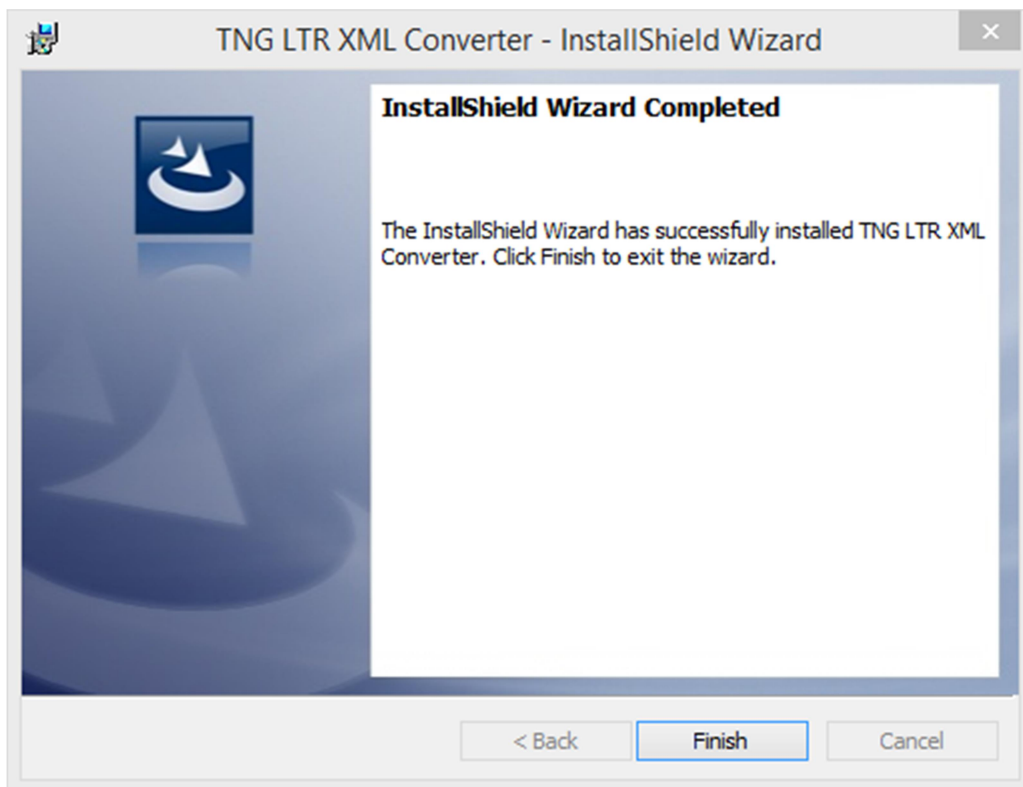 TNG LTR XML Converter - InstallShield Wizard
InstallShield Wizard Completed
The InstallShield Wizard has successfully installed TNG LTR XML
Converter. Click Finish to exit the wizard.
< Back
Finish
Cancel